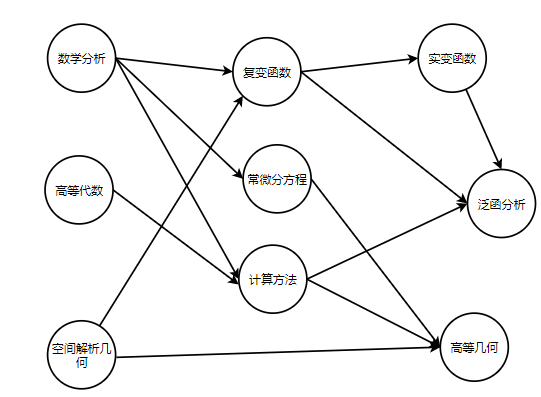 数学分析
复变函数
实变函数
高等代数
常微分方程
泛函分析
计算方法
空间解析几
何
高等几何